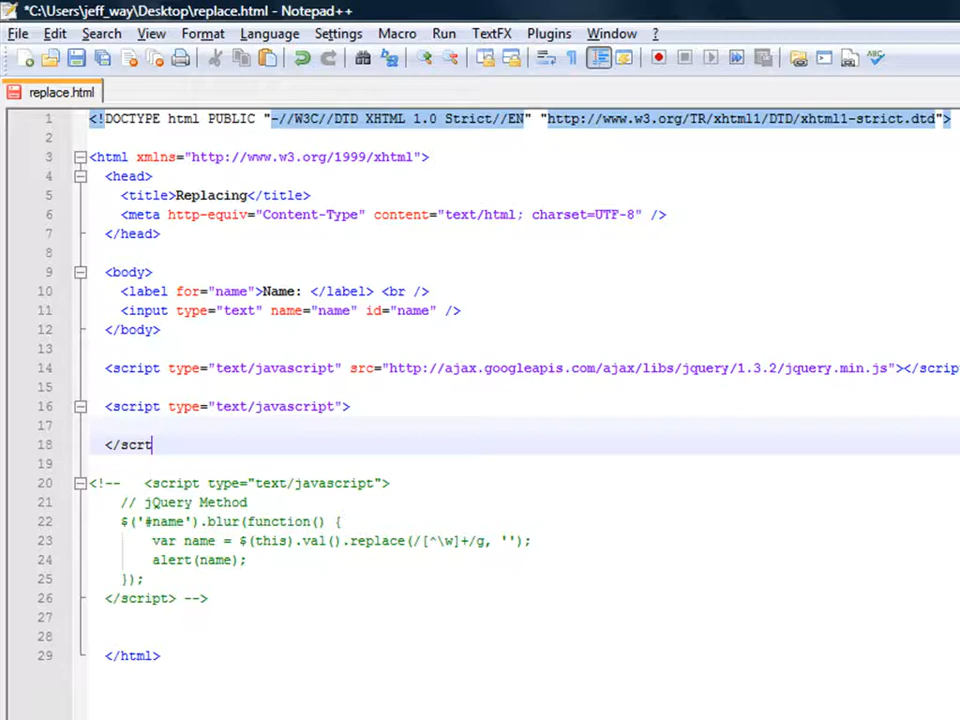 *C:\Users\jeff_way\Desktop\replace.html - Notepad++
File Edit Search View Format Language Settings Macro Run TextFX Plugins Window ?
replace.html
1 <!DOCTYPE html PUBLIC "-//W3C//DTD XHTML 1.0 Strict//EN" "http://www.w3.org/TR/xhtml1/DTD/xhtml1-strict.dtd">
2
3 <html xmlns="http://www.w3.org/1999/xhtml">
4 <head>
5 <title>Replacing</title>
6 <meta http-equiv="Content-Type" content="text/html; charset=UTF-8" />
7 </head>
8
9 <body>
10 <label for="name">Name: </label> <br />
11 <input type="text" name="name" id="name" />
12 </body>
13
14 <script type="text/javascript" src="http://ajax.googleapis.com/ajax/libs/jquery/1.3.2/jquery.min.js"></scrip
15
16 <script type="text/javascript">
17
18 </scrt
19
20 <!-- <script type="text/javascript">
21 // jQuery Method
22 $('#name').blur(function() {
23 var name = $(this).val().replace(/[^\w]+/g, '');
24 alert(name);
25 });
26 </script> -->
27
28
29 </html>